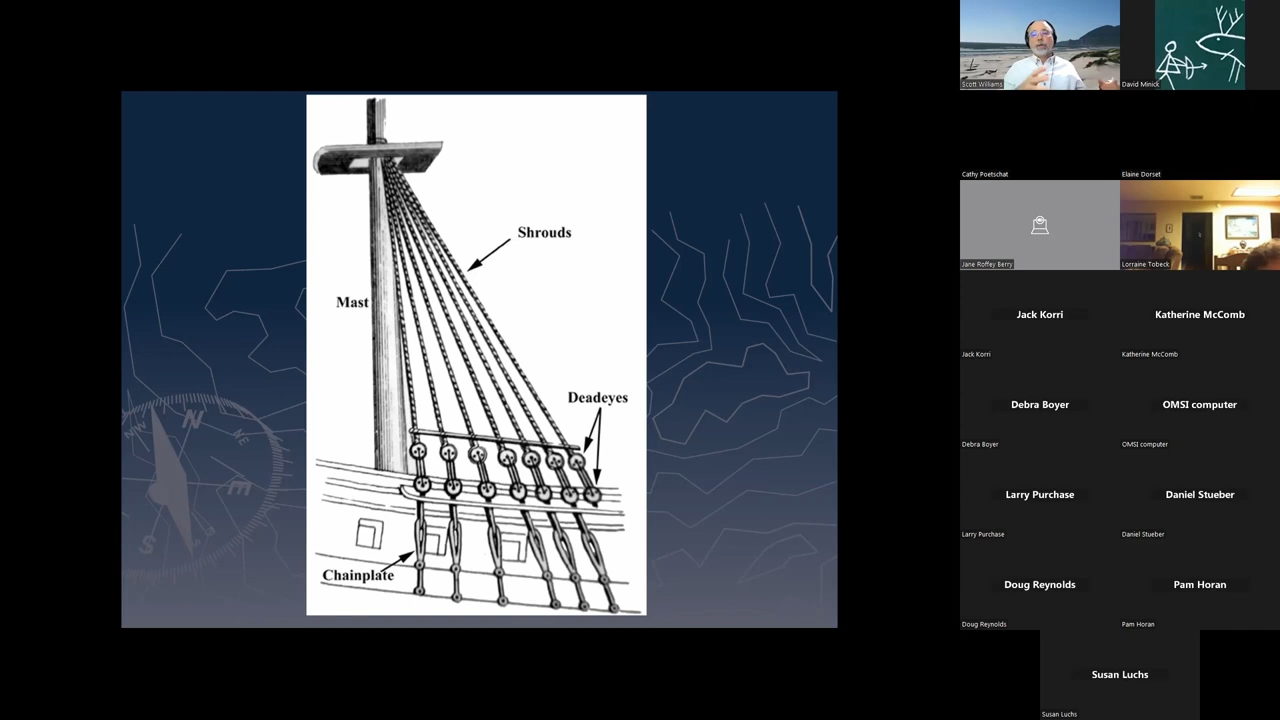 Shrouds
Mast
Deadeyes
Chainplate
N
NW
NE
E
S
Scott Williams
David Minick
Cathy Poetschat
Elaine Dorset
Jane Roffey Berry
Lorraine Tobeck
Jack Korri
Katherine McComb
Jack Korri
Katherine McComb
Debra Boyer
OMSI computer
Debra Boyer
OMSI computer
Larry Purchase
Daniel Stueber
Larry Purchase
Daniel Stueber
Doug Reynolds
Pam Horan
Doug Reynolds
Pam Horan
Susan Luchs
Susan Luchs